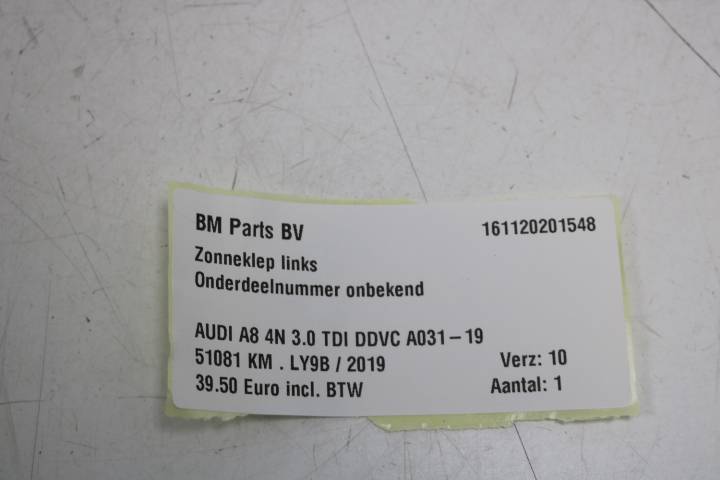 BM Parts BV 161120201548
Zonneklep links
Onderdeelnummer onbekend
AUDI A8 4N 3.0 TDI DDVC A031-19
51081 KM . LY9B / 2019 Verz: 10
39.50 Euro incl. BTW Aantal: 1